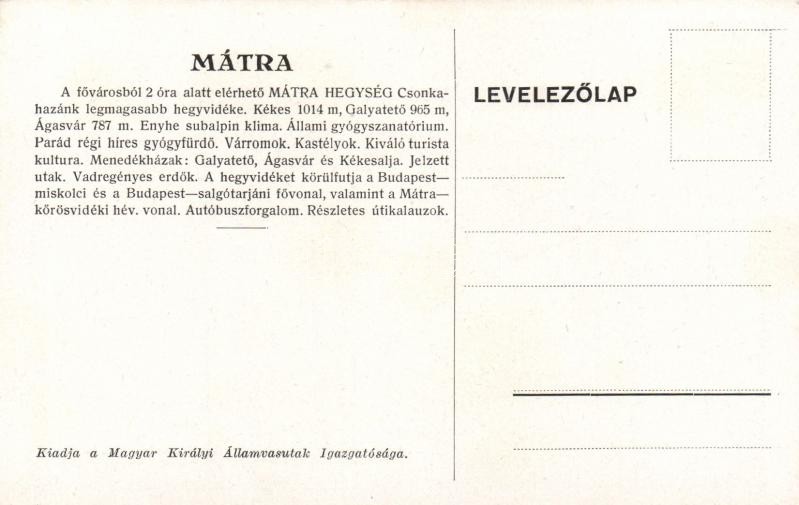 MÁTRA
A fővárosból 2 óra alatt elérhető MÁTRA HEGYSÉG Csonka-
hazánk legmagasabb hegyvidéke. Kékes 1014 m, Galyatető 965 m,
Ágasvár 787 m. Enyhe subalpin klima. Állami gyógyszanatórium.
Parád régi híres gyógyfürdő. Várromok. Kastélyok. Kiváló turista
kultura. Menedékházak: Galyatető, Ágasvár és Kékesalja. Jelzett
utak. Vadregényes erdők. A hegyvidéket körülfutja a Budapest—
miskolci és a Budapest—salgótarjáni fővonal, valamint a Mátra—
kőrösvidéki hév. vonal. Autóbuszforgalom. Részletes útikalauzok.
Kiadja a Magyar Királyi Államvasutak Igazgatósága.
LEVELEZŐLAP